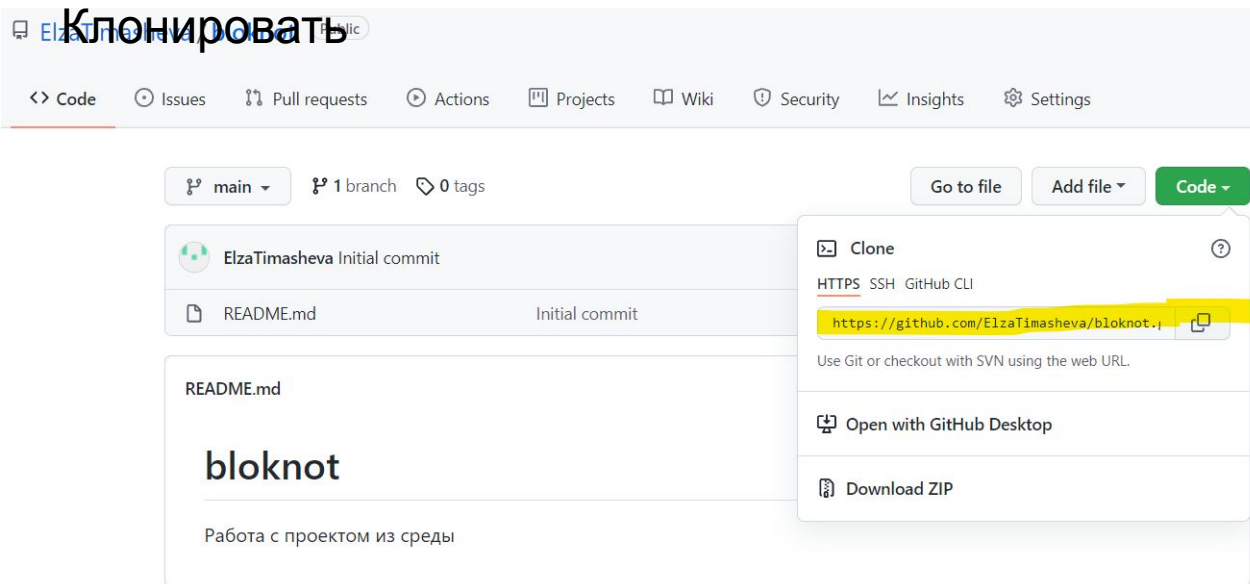 Клонировать
ElzaTimasheva / bloknot Public
Code Issues Pull requests Actions Projects Wiki Security Insights Settings
main 1 branch 0 tags Go to file Add file Code
ElzaTimasheva Initial commit
README.md Initial commit
Clone
HTTPS SSH GitHub CLI
https://github.com/ElzaTimasheva/bloknot.
Use Git or checkout with SVN using the web URL.
Open with GitHub Desktop
Download ZIP
README.md
bloknot
Работа с проектом из среды